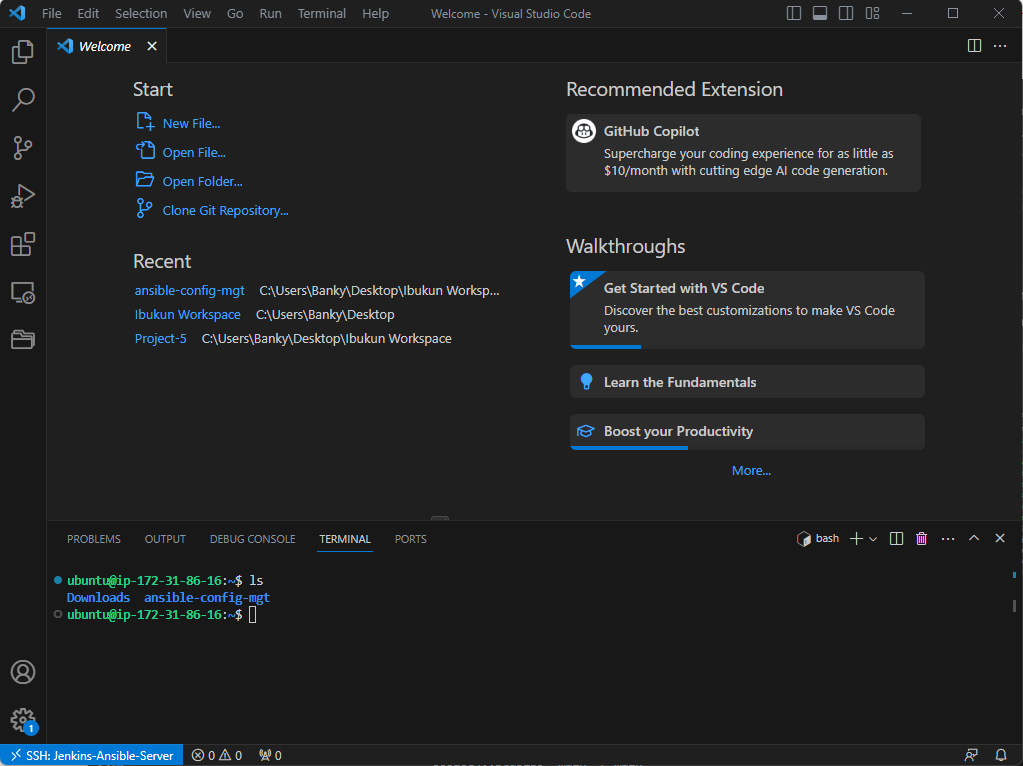 File Edit Selection View Go Run Terminal Help Welcome - Visual Studio Code
Welcome
Start
New File...
Open File...
Open Folder...
Clone Git Repository...
Recent
ansible-config-mgt C:\Users\Banky\Desktop\Ibukun Worksp...
Ibukun Workspace C:\Users\Banky\Desktop
Project-5 C:\Users\Banky\Desktop\Ibukun Workspace
Recommended Extension
GitHub Copilot
Supercharge your coding experience for as little as
$10/month with cutting edge AI code generation.
Walkthroughs
Get Started with VS Code
Discover the best customizations to make VS Code
yours.
Learn the Fundamentals
Boost your Productivity
More...
PROBLEMS OUTPUT DEBUG CONSOLE TERMINAL PORTS bash
ubuntu@ip-172-31-86-16:~$ ls
Downloads ansible-config-mgt
ubuntu@ip-172-31-86-16:~$
1
SSH: Jenkins-Ansible-Server 0 0 0